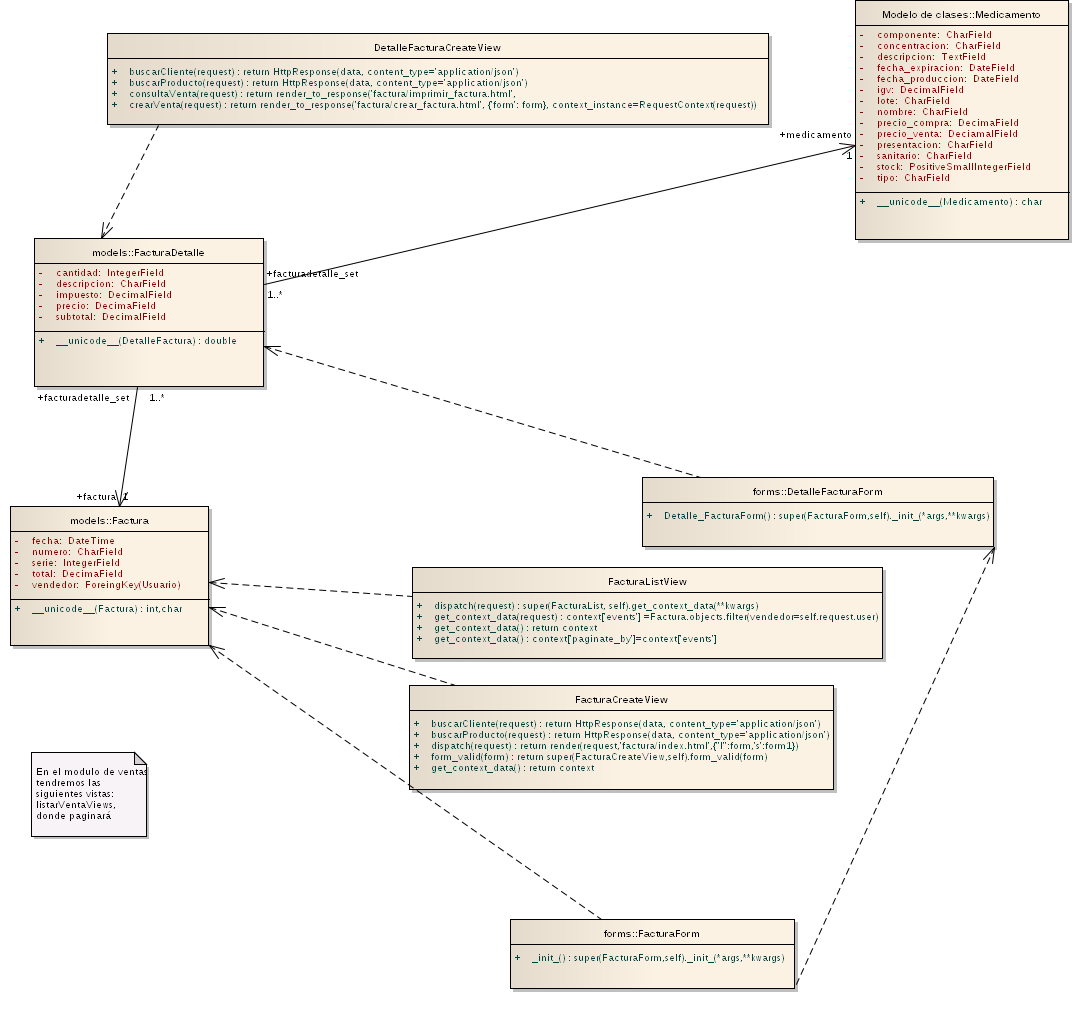 Modelo de clases::Medicamento
- componente: CharField
- concentracion: CharField
- descripcion: TextField
- fecha_expiracion: DateField
- fecha_produccion: DateField
- igv: DecimalField
- lote: CharField
- nombre: CharField
- precio_compra: DecimaField
- precio_venta: DeciamalField
- presentacion: CharField
- sanitario: CharField
- stock: PositiveSmallIntegerField
- tipo: CharField
+ __unicode__(Medicamento) : char
DetalleFacturaCreateView
+ buscarCliente(request) : return HttpResponse(data, content_type='application/json')
+ buscarProducto(request) : return HttpResponse(data, content_type='application/json')
+ consultaVenta(request) : return render_to_response('factura/imprimir_factura.html',
+ crearVenta(request) : return render_to_response('factura/crear_factura.html', {'form': form}, context_instance=RequestContext(request))
+medicamento
1
models::FacturaDetalle
- cantidad: IntegerField
- descripcion: CharField
- impuesto: DecimalField
- precio: DecimaField
- subtotal: DecimalField
+ __unicode__(DetalleFactura) : double
+facturadetalle_set
1..*
+facturadetalle_set
1..*
+factura
1
models::Factura
- fecha: DateTime
- numero: CharField
- serie: IntegerField
- total: DecimaField
- vendedor: ForeingKey(Usuario)
+ __unicode__(Factura) : int,char
forms::DetalleFacturaForm
+ Detalle_FacturaForm() : super(FacturaForm,self)._init_(*args,**kwargs)
FacturaListView
+ dispatch(request) : super(FacturaList, self).get_context_data(**kwargs)
+ get_context_data(request) : context['events'] =Factura.objects.filter(vendedor=self.request.user)
+ get_context_data() : return context
+ get_context_data() : context['paginate_by']=context['events']
FacturaCreateView
+ buscarCliente(request) : return HttpResponse(data, content_type='application/json')
+ buscarProducto(request) : return HttpResponse(data, content_type='application/json')
+ dispatch(request) : return render(request,'factura/index.html',{"l":form,'s':form1})
+ form_valid(form) : return super(FacturaCreateView,self).form_valid(form)
+ get_context_data() : return context
En el modulo de ventas
tendremos las
siguientes vistas:
listarVentaViews,
donde paginará
forms::FacturaForm
+ _init_() : super(FacturaForm,self)._init_(*args,**kwargs)